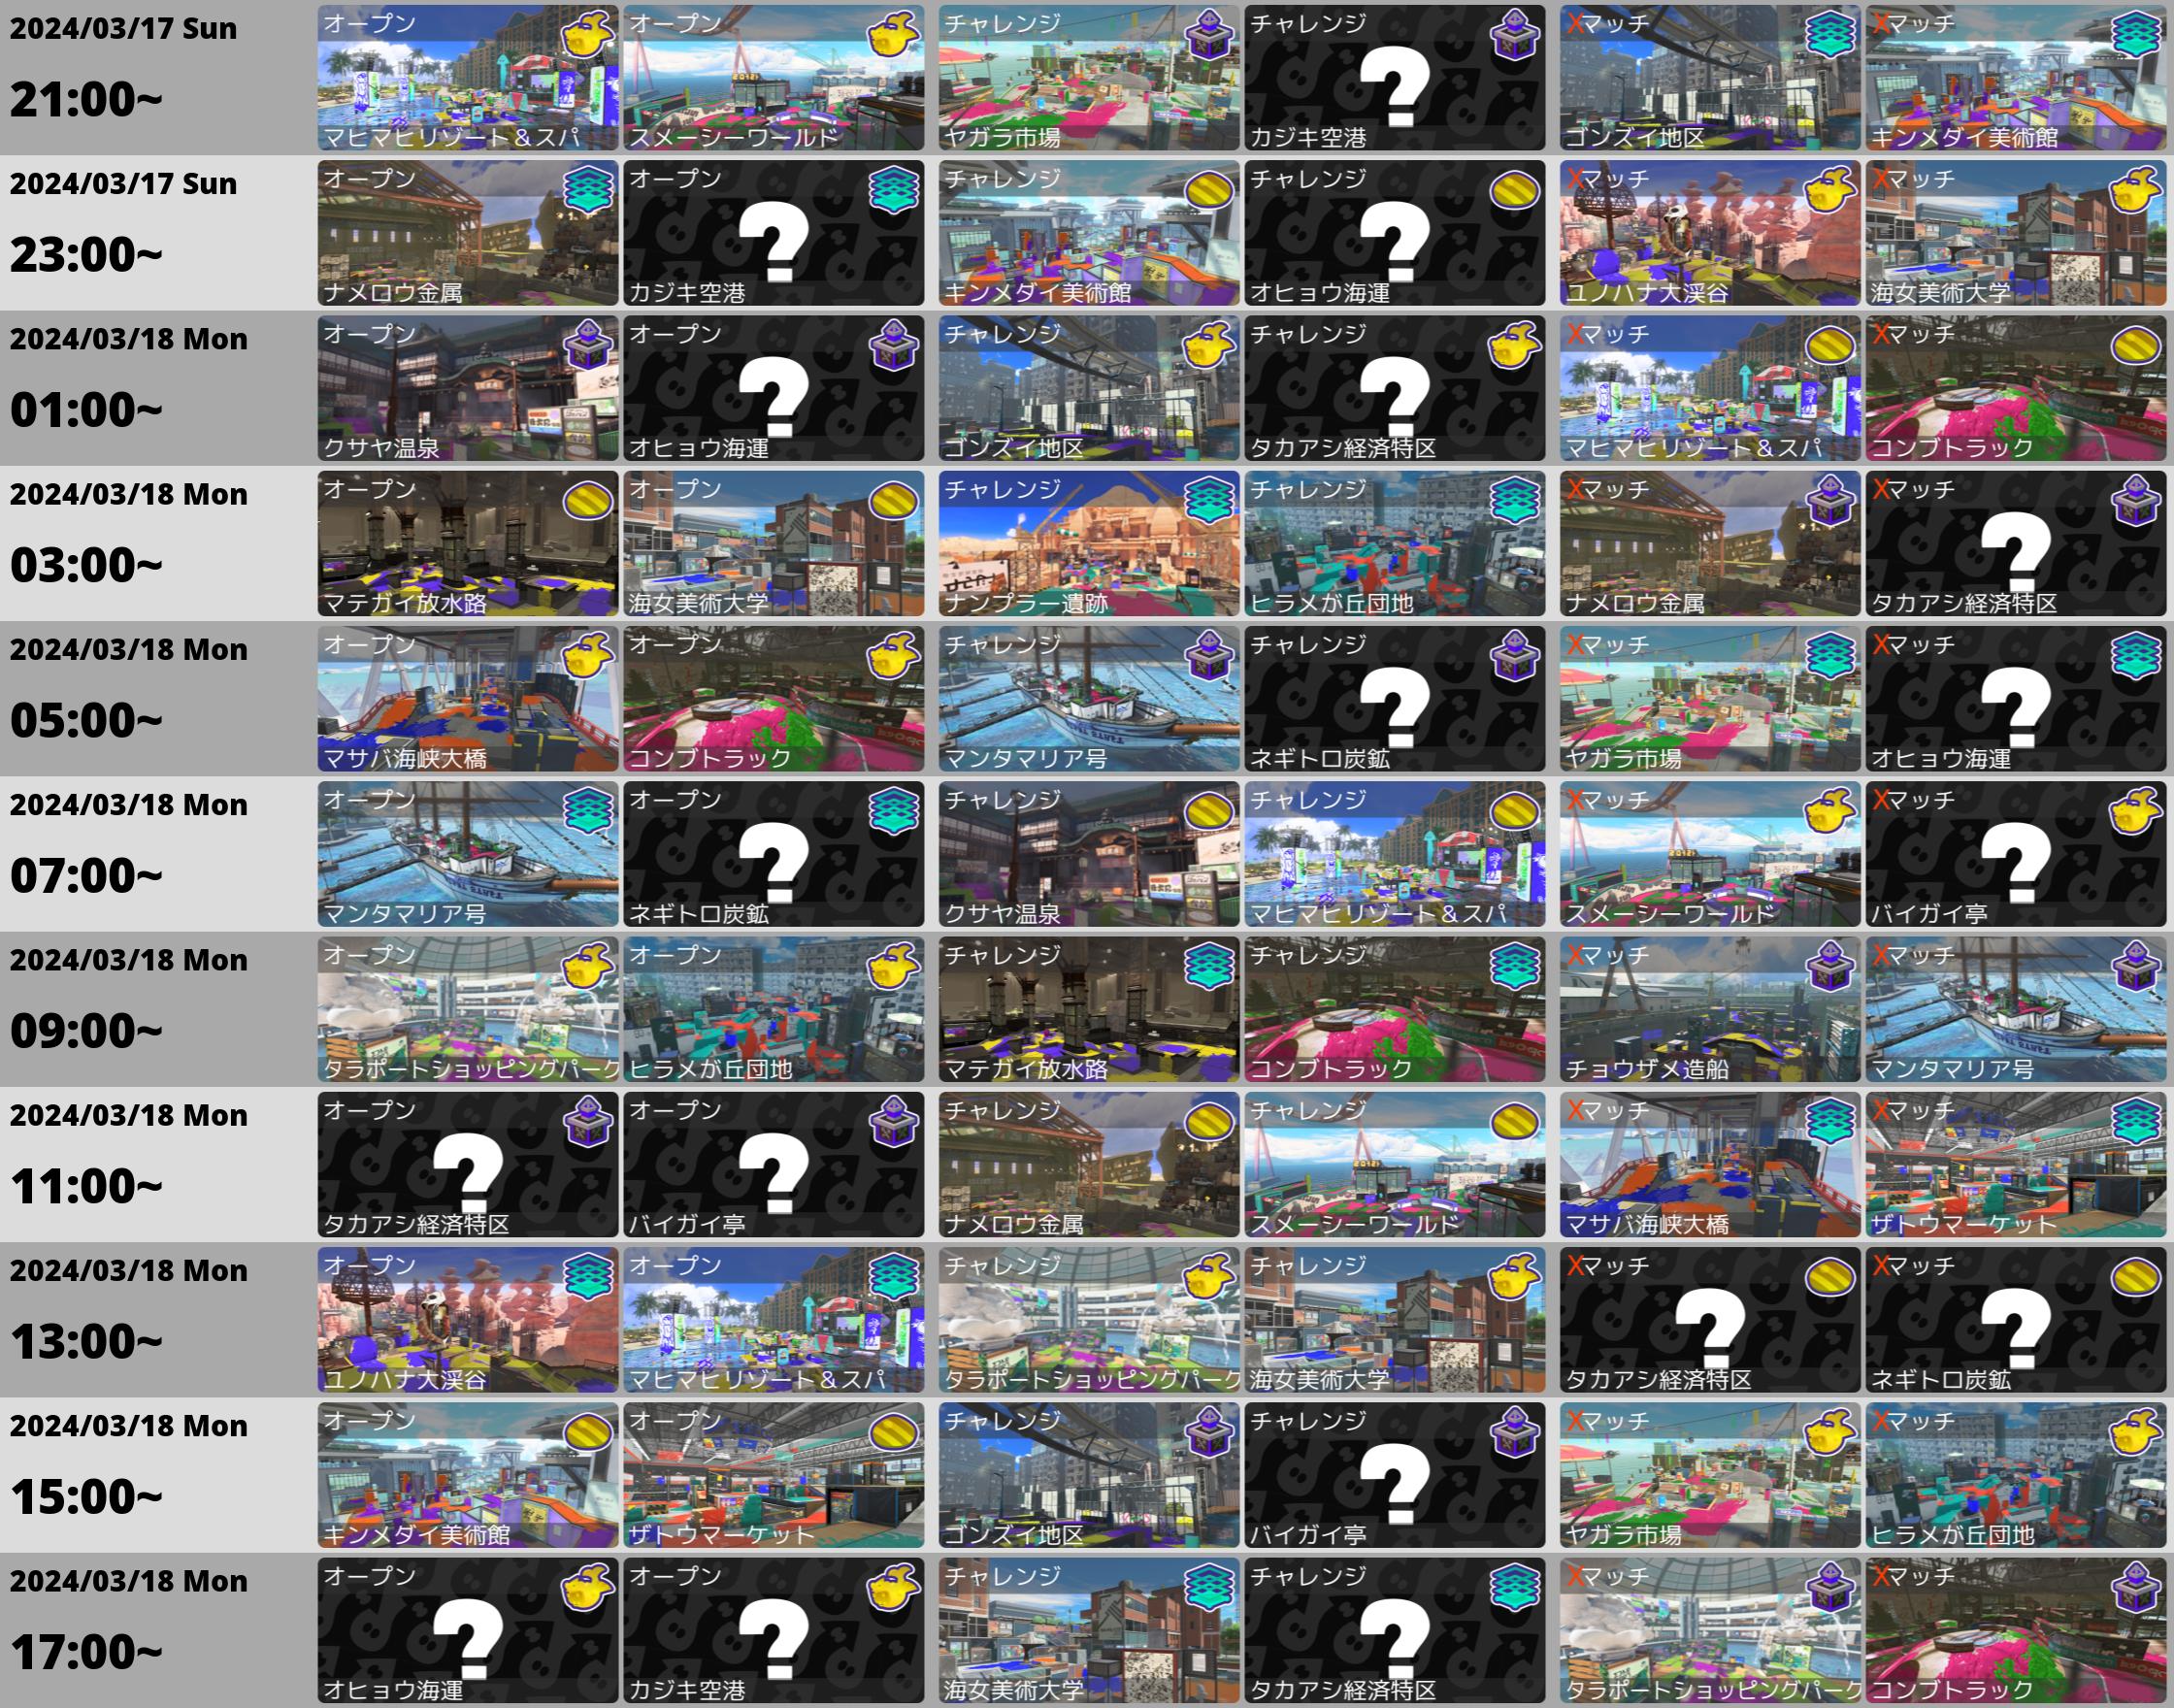 2024/03/17 Sun
21:00~
オープン
マヒマヒリゾート＆スパ
オープン
スメーシーワールド
チャレンジ
ヤガラ市場
チャレンジ
カジキ空港
Xマッチ
ゴンズイ地区
Xマッチ
キンメダイ美術館
2024/03/17 Sun
23:00~
オープン
ナメロウ金属
オープン
カジキ空港
チャレンジ
キンメダイ美術館
チャレンジ
オヒョウ海運
Xマッチ
ユノハナ大渓谷
Xマッチ
海女美術大学
2024/03/18 Mon
01:00~
オープン
クサヤ温泉
オープン
オヒョウ海運
チャレンジ
ゴンズイ地区
チャレンジ
タカアシ経済特区
Xマッチ
マヒマヒリゾート＆スパ
Xマッチ
コンブトラック
2024/03/18 Mon
03:00~
オープン
マテガイ放水路
オープン
海女美術大学
チャレンジ
ナンプラー遺跡
チャレンジ
ヒラメが丘団地
Xマッチ
ナメロウ金属
Xマッチ
タカアシ経済特区
2024/03/18 Mon
05:00~
オープン
マサバ海峡大橋
オープン
コンブトラック
チャレンジ
マンタマリア号
チャレンジ
ネギトロ炭鉱
Xマッチ
ヤガラ市場
Xマッチ
オヒョウ海運
2024/03/18 Mon
07:00~
オープン
マンタマリア号
オープン
ネギトロ炭鉱
チャレンジ
クサヤ温泉
チャレンジ
マヒマヒリゾート＆スパ
Xマッチ
スメーシーワールド
Xマッチ
バイガイ亭
2024/03/18 Mon
09:00~
オープン
タラポートショッピングパーク
オープン
ヒラメが丘団地
チャレンジ
マテガイ放水路
チャレンジ
コンブトラック
Xマッチ
チョウザメ造船
Xマッチ
マンタマリア号
2024/03/18 Mon
11:00~
オープン
タカアシ経済特区
オープン
バイガイ亭
チャレンジ
ナメロウ金属
チャレンジ
スメーシーワールド
Xマッチ
マサバ海峡大橋
Xマッチ
ザトウマーケット
2024/03/18 Mon
13:00~
オープン
ユノハナ大渓谷
オープン
マヒマヒリゾート＆スパ
チャレンジ
タラポートショッピングパーク
チャレンジ
海女美術大学
Xマッチ
タカアシ経済特区
Xマッチ
ネギトロ炭鉱
2024/03/18 Mon
15:00~
オープン
キンメダイ美術館
オープン
ザトウマーケット
チャレンジ
ゴンズイ地区
チャレンジ
バイガイ亭
Xマッチ
ヤガラ市場
Xマッチ
ヒラメが丘団地
2024/03/18 Mon
17:00~
オープン
オヒョウ海運
オープン
カジキ空港
チャレンジ
海女美術大学
チャレンジ
タカアシ経済特区
Xマッチ
タラポートショッピングパーク
Xマッチ
コンブトラック